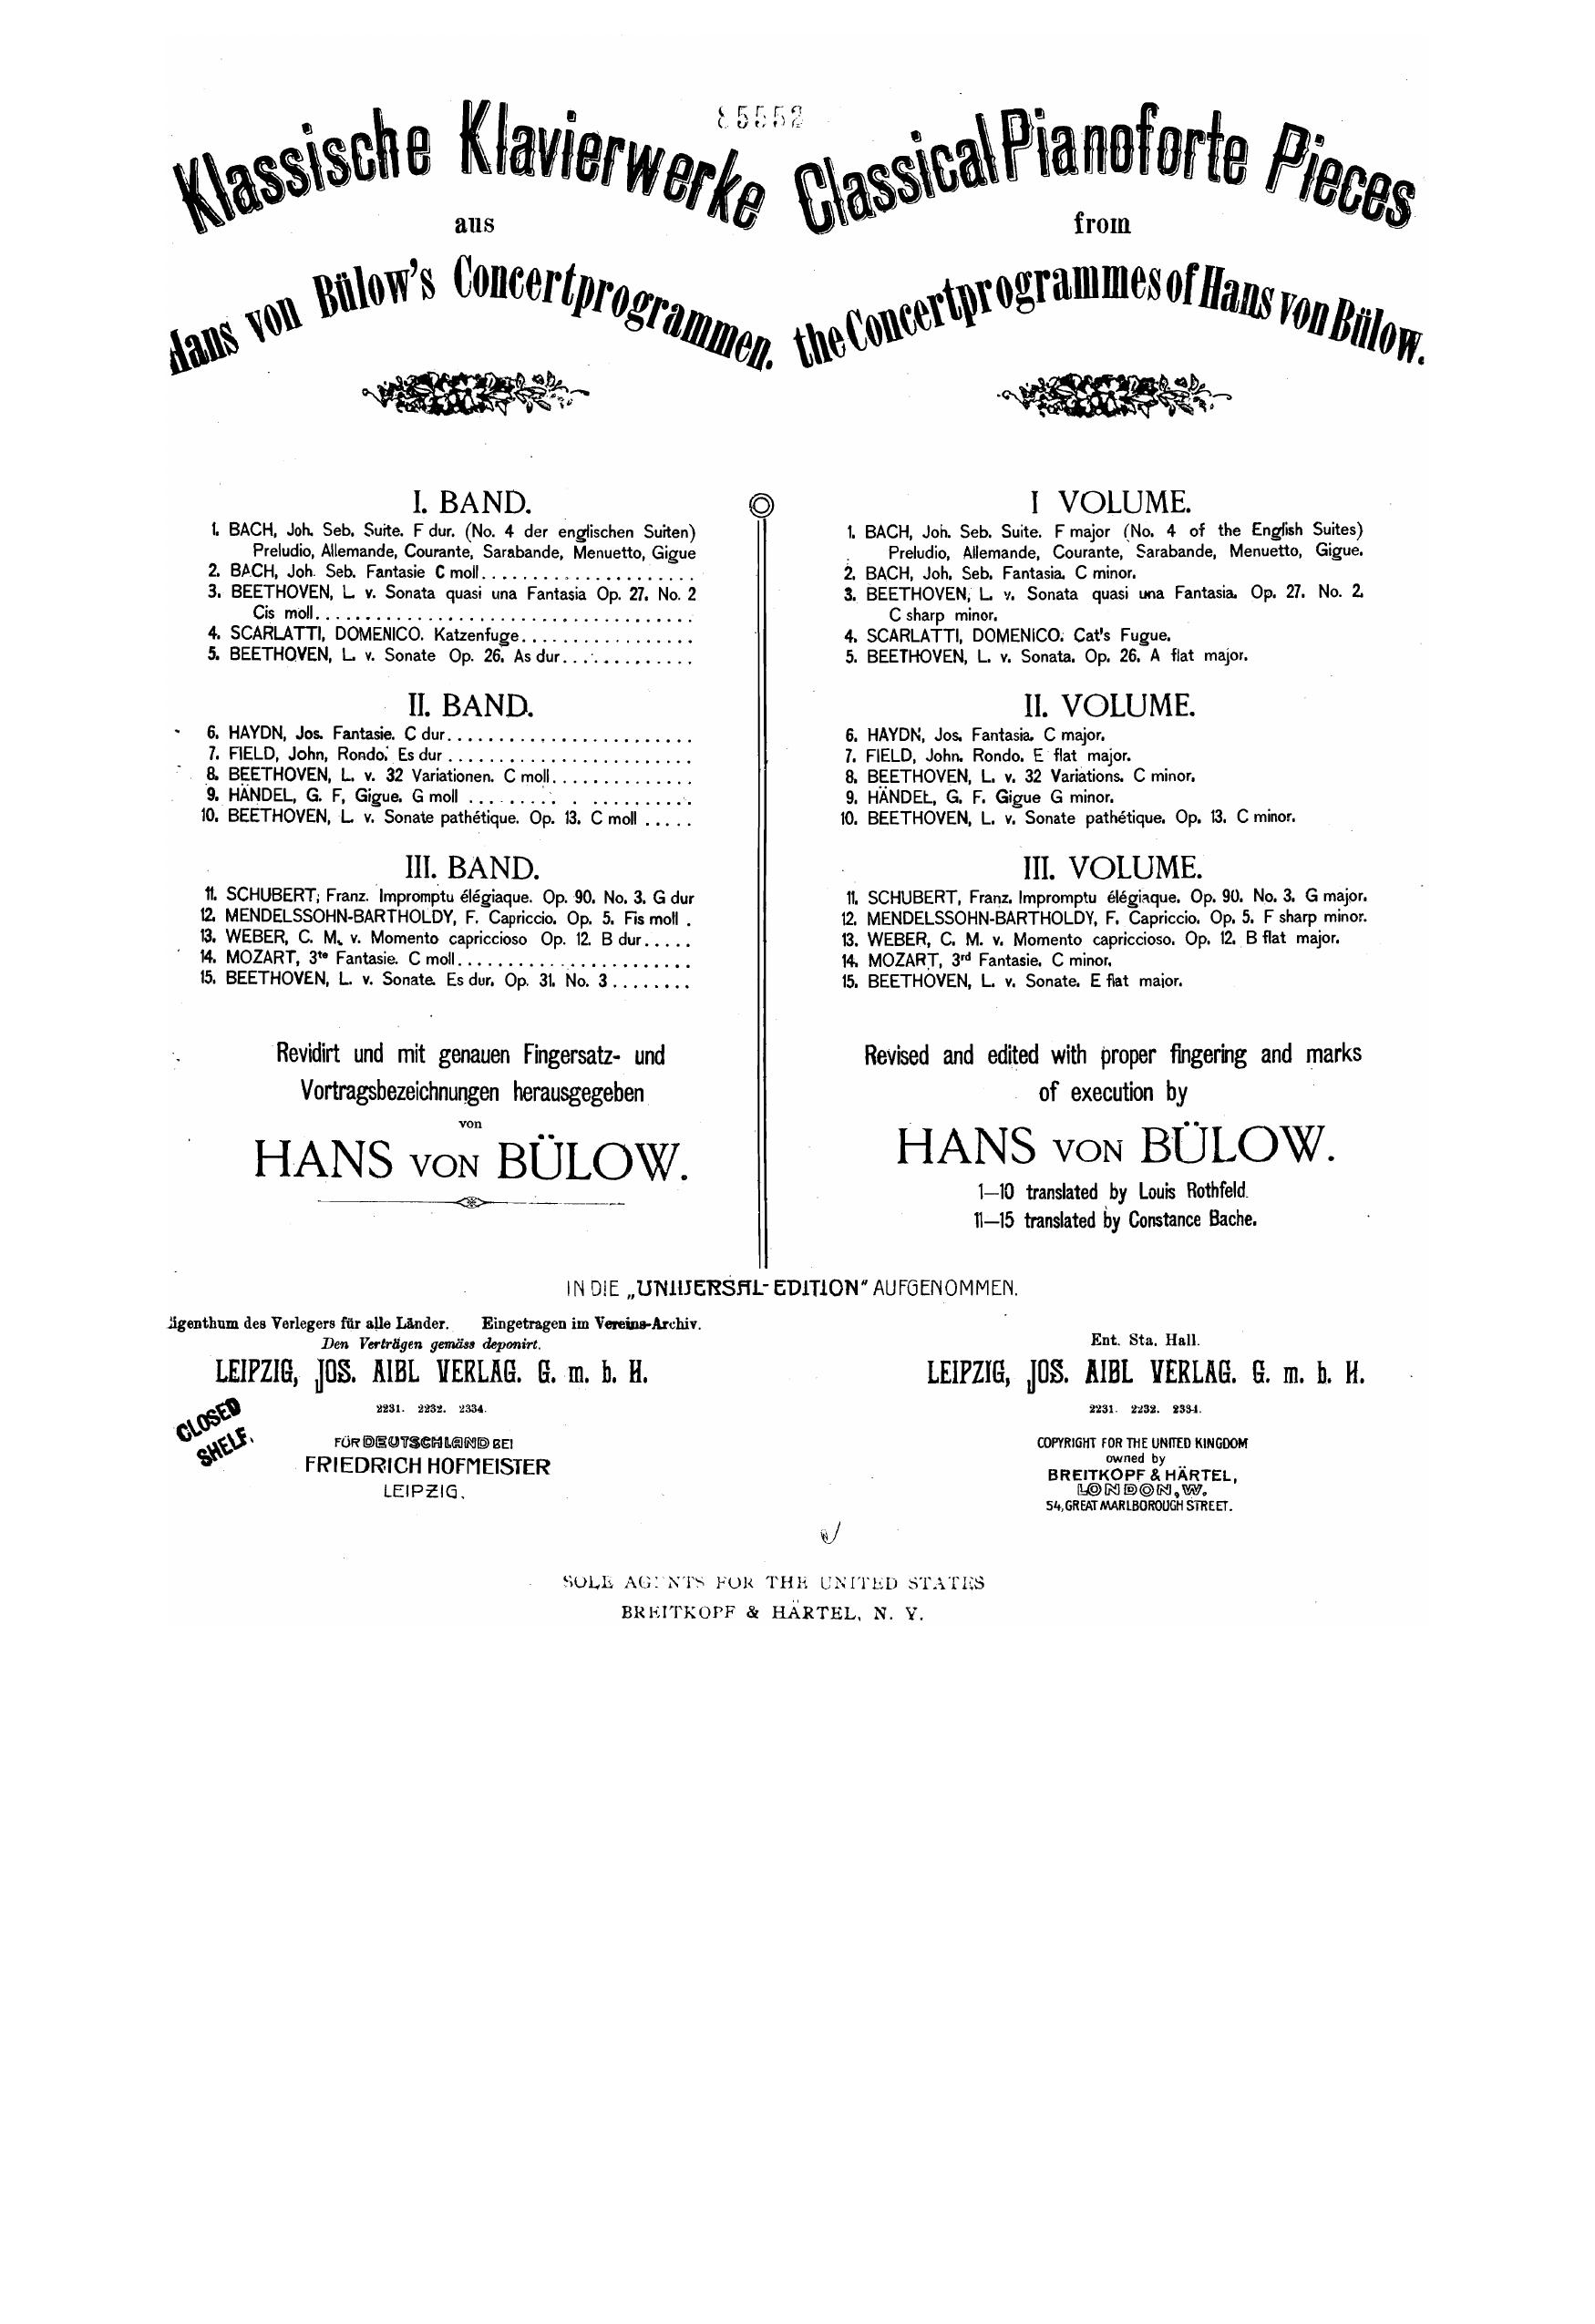 85552
Klassische Klavierwerke
aus
Hans von Bülow's Concertprogrammen.
I. BAND.
1. BACH, Joh. Seb. Suite. F dur. (No. 4 der englischen Suiten)
Preludio, Allemande, Courante, Sarabande, Menuetto, Gigue
2. BACH, Joh. Seb. Fantasie C moll.....................
3. BEETHOVEN, L. v. Sonata quasi una Fantasia Op. 27. No. 2
Cis moll......................................
4. SCARLATTI, DOMENICO. Katzenfuge.................
5. BEETHOVEN, L. v. Sonate Op. 26. As dur.............
II. BAND.
6. HAYDN, Jos. Fantasie. C dur........................
7. FIELD, John, Rondo. Es dur ........................
8. BEETHOVEN, L. v. 32 Variationen. C moll..............
9. HÄNDEL, G. F, Gigue. G moll ......................
10. BEETHOVEN, L. v. Sonate pathétique. Op. 13. C moll .....
III. BAND.
11. SCHUBERT, Franz. Impromptu élégiaque. Op. 90. No. 3. G dur
12. MENDELSSOHN-BARTHOLDY, F. Capriccio. Op. 5. Fis moll .
13. WEBER, C. M. v. Momento capriccioso Op. 12. B dur.....
14. MOZART, 3te Fantasie. C moll.......................
15. BEETHOVEN, L. v. Sonate. Es dur. Op. 31. No. 3 ........
Revidirt und mit genauen Fingersatz- und
Vortragsbezeichnungen herausgegeben
von
HANS VON BÜLOW.
Classical Pianoforte Pieces
from
the Concertprogrammes of Hans von Bülow.
I VOLUME.
1. BACH, Joh. Seb. Suite. F major (No. 4 of the English Suites)
Preludio, Allemande, Courante, Sarabande, Menuetto, Gigue.
2. BACH, Joh. Seb. Fantasia. C minor.
3. BEETHOVEN, L. v. Sonata quasi una Fantasia. Op. 27. No. 2.
C sharp minor.
4. SCARLATTI, DOMENICO. Cat's Fugue.
5. BEETHOVEN, L. v. Sonata. Op. 26. A flat major.
II. VOLUME.
6. HAYDN, Jos. Fantasia. C major.
7. FIELD, John. Rondo. E flat major.
8. BEETHOVEN, L. v. 32 Variations. C minor.
9. HÄNDEL, G. F. Gigue G minor.
10. BEETHOVEN, L. v. Sonate pathétique. Op. 13. C minor.
III. VOLUME.
11. SCHUBERT, Franz. Impromptu élégiaque. Op. 90. No. 3. G major.
12. MENDELSSOHN-BARTHOLDY, F. Capriccio. Op. 5. F sharp minor.
13. WEBER, C. M. v. Momento capriccioso. Op. 12. B flat major.
14. MOZART, 3rd Fantasie. C minor.
15. BEETHOVEN, L. v. Sonate. E flat major.
Revised and edited with proper fingering and marks
of execution by
HANS VON BÜLOW.
1—10 translated by Louis Rothfeld.
11—15 translated by Constance Bache.
IN DIE „UNIVERSAL-EDITION" AUFGENOMMEN.
igenthum des Verlegers für alle Länder. Eingetragen im Vereins-Archiv.
Den Verträgen gemäss deponirt.
LEIPZIG, JOS. AIBL VERLAG. G. m. b. H.
2231. 2232. 2334.
CLOSED
SHELF.
FÜR DEUTSCHLAND BEI
FRIEDRICH HOFMEISTER
LEIPZIG.
Ent. Sta. Hall.
LEIPZIG, JOS. AIBL VERLAG. G. m. b. H.
2231. 2232. 2334.
COPYRIGHT FOR THE UNITED KINGDOM
owned by
BREITKOPF & HÄRTEL,
LONDON, W.
54, GREAT MARLBOROUGH STREET.
SOLE AGENTS FOR THE UNITED STATES
BREITKOPF & HÄRTEL, N. Y.